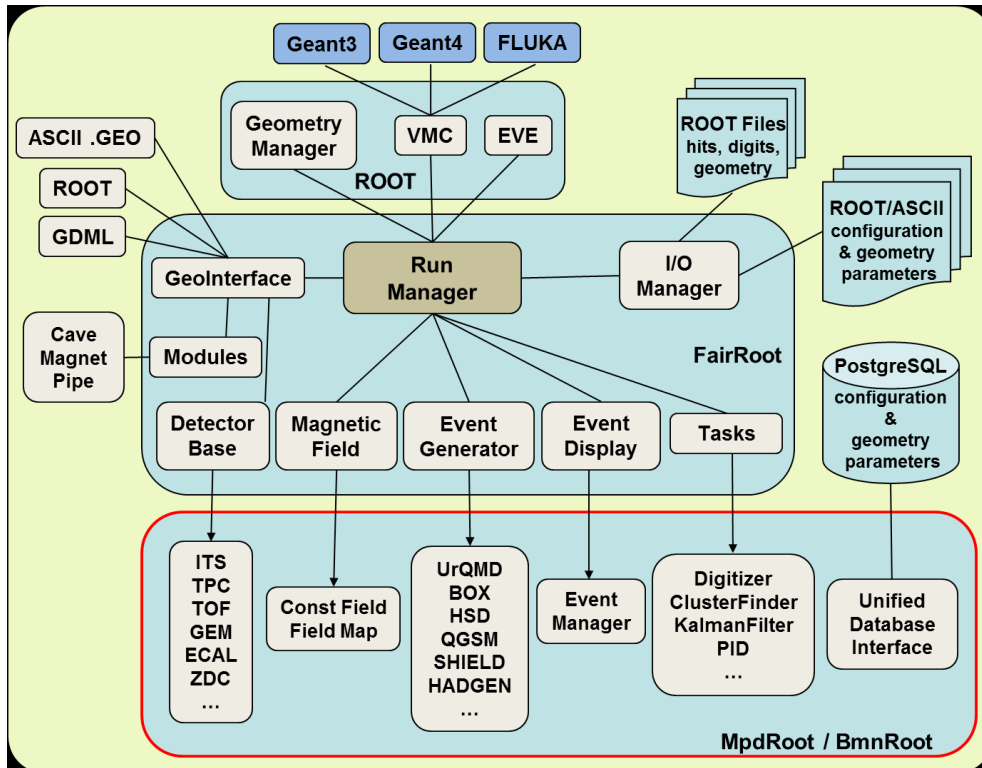 Geant3
Geant4
FLUKA
Geometry
Manager
VMC
EVE
ROOT
ROOT Files
hits, digits,
geometry
ASCII .GEO
ROOT
GDML
ROOT/ASCII
configuration
& geometry
parameters
GeoInterface
Run
Manager
I/O
Manager
Cave
Magnet
Pipe
Modules
FairRoot
PostgreSQL
configuration
&
geometry
parameters
Detector
Base
Magnetic
Field
Event
Generator
Event
Display
Tasks
ITS
TPC
TOF
GEM
ECAL
ZDC
...
Const Field
Field Map
UrQMD
BOX
HSD
QGSM
SHIELD
HADGEN
...
Event
Manager
Digitizer
ClusterFinder
KalmanFilter
PID
...
Unified
Database
Interface
MpdRoot / BmnRoot